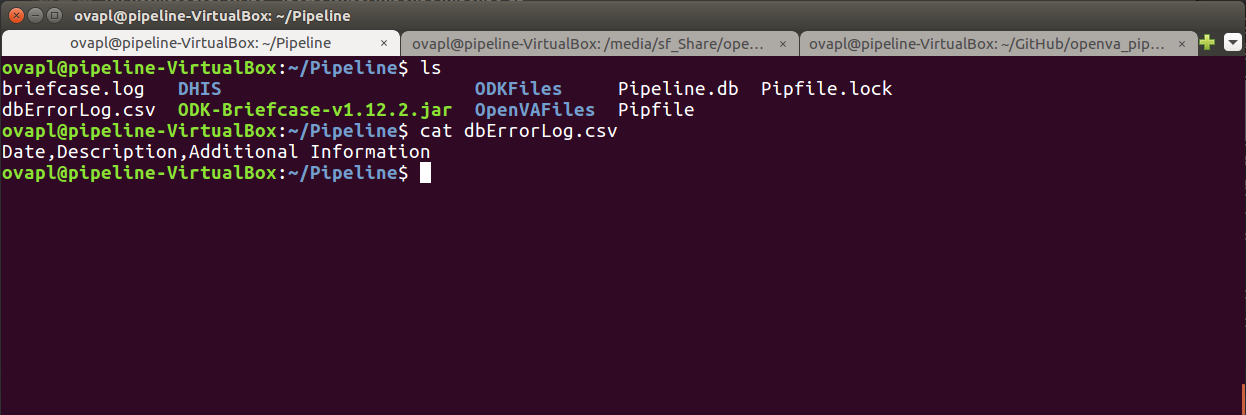 ovapl@pipeline-VirtualBox: ~/Pipeline
ovapl@pipeline-VirtualBox: ~/Pipeline × ovapl@pipeline-VirtualBox: /media/sf_Share/ope... × ovapl@pipeline-VirtualBox: ~/GitHub/openva_pip... ×
ovapl@pipeline-VirtualBox:~/Pipeline$ ls
briefcase.log DHIS ODKFiles Pipeline.db Pipfile.lock
dbErrorLog.csv ODK-Briefcase-v1.12.2.jar OpenVAFiles Pipfile
ovapl@pipeline-VirtualBox:~/Pipeline$ cat dbErrorLog.csv
Date,Description,Additional Information
ovapl@pipeline-VirtualBox:~/Pipeline$